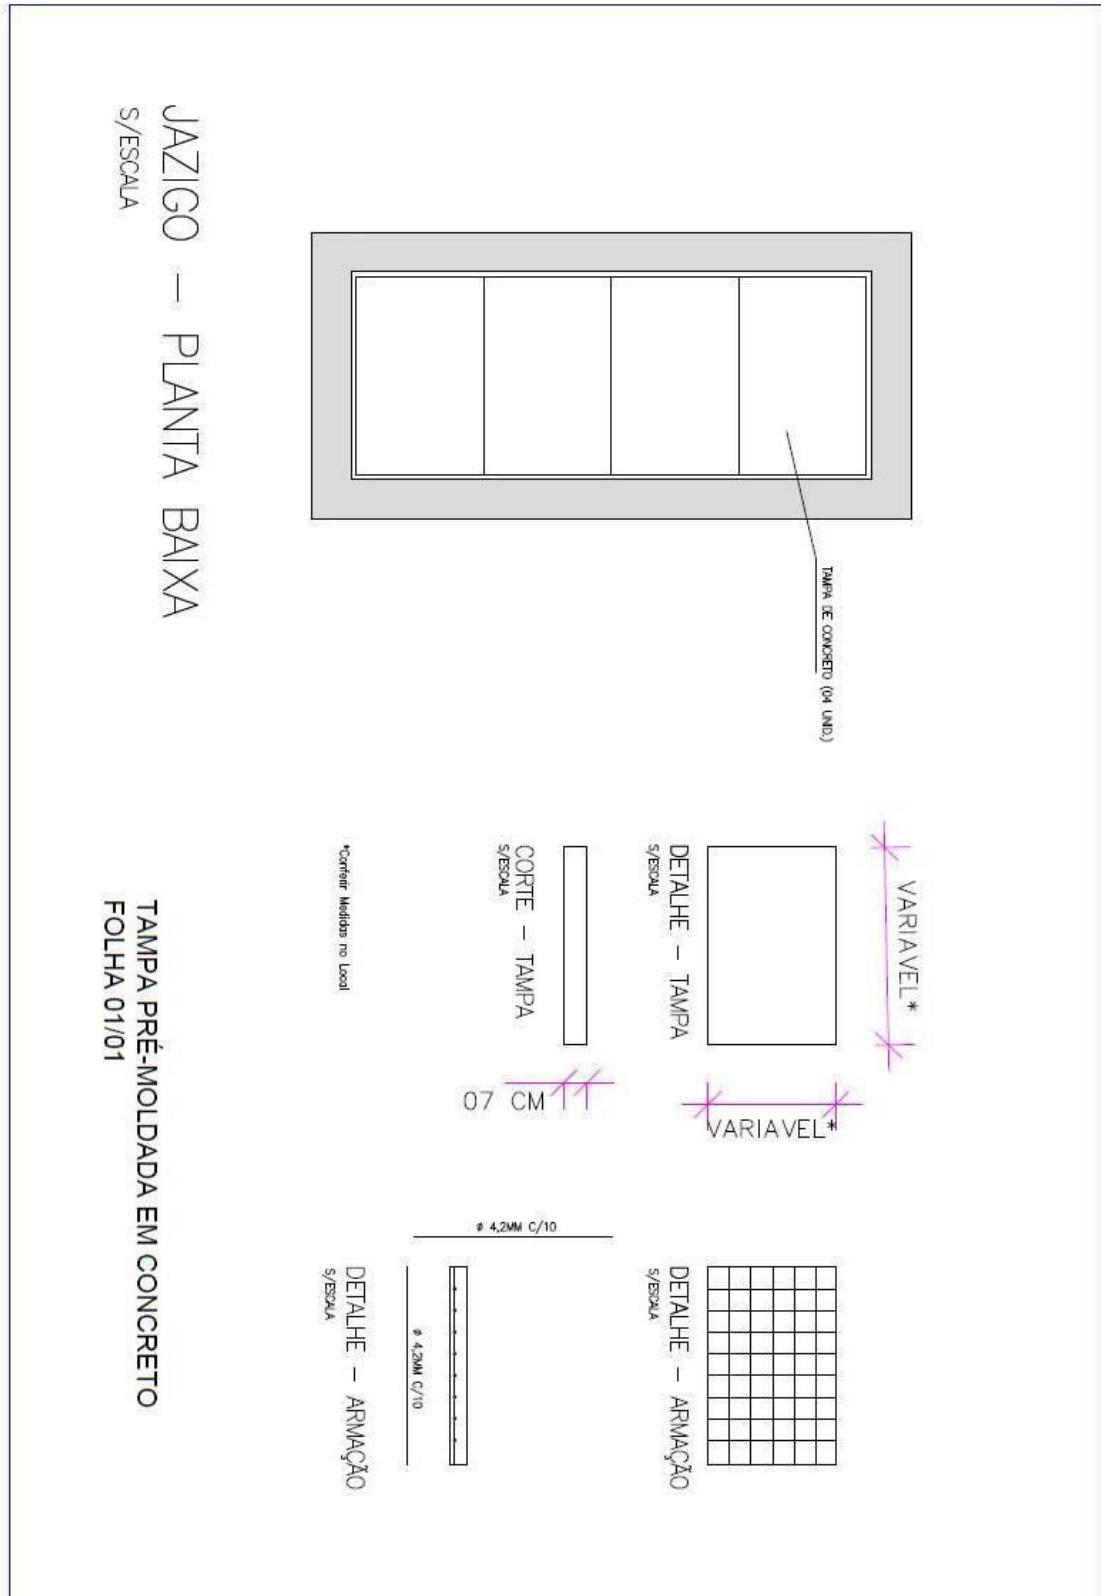 TAMPA DE CONCRETO (04 UND.)
JAZIGO - PLANTA BAIXA
S/ESCALA
VARIAVEL*
VARIAVEL*
DETALHE - TAMPA
S/ESCALA
07 CM
CORTE - TAMPA
S/ESCALA
*Conferir Medidas no Local
DETALHE - ARMAÇÃO
S/ESCALA
ø 4,2MM C/10
ø 4,2MM C/10
DETALHE - ARMAÇÃO
S/ESCALA
TAMPA PRÉ-MOLDADA EM CONCRETO
FOLHA 01/01